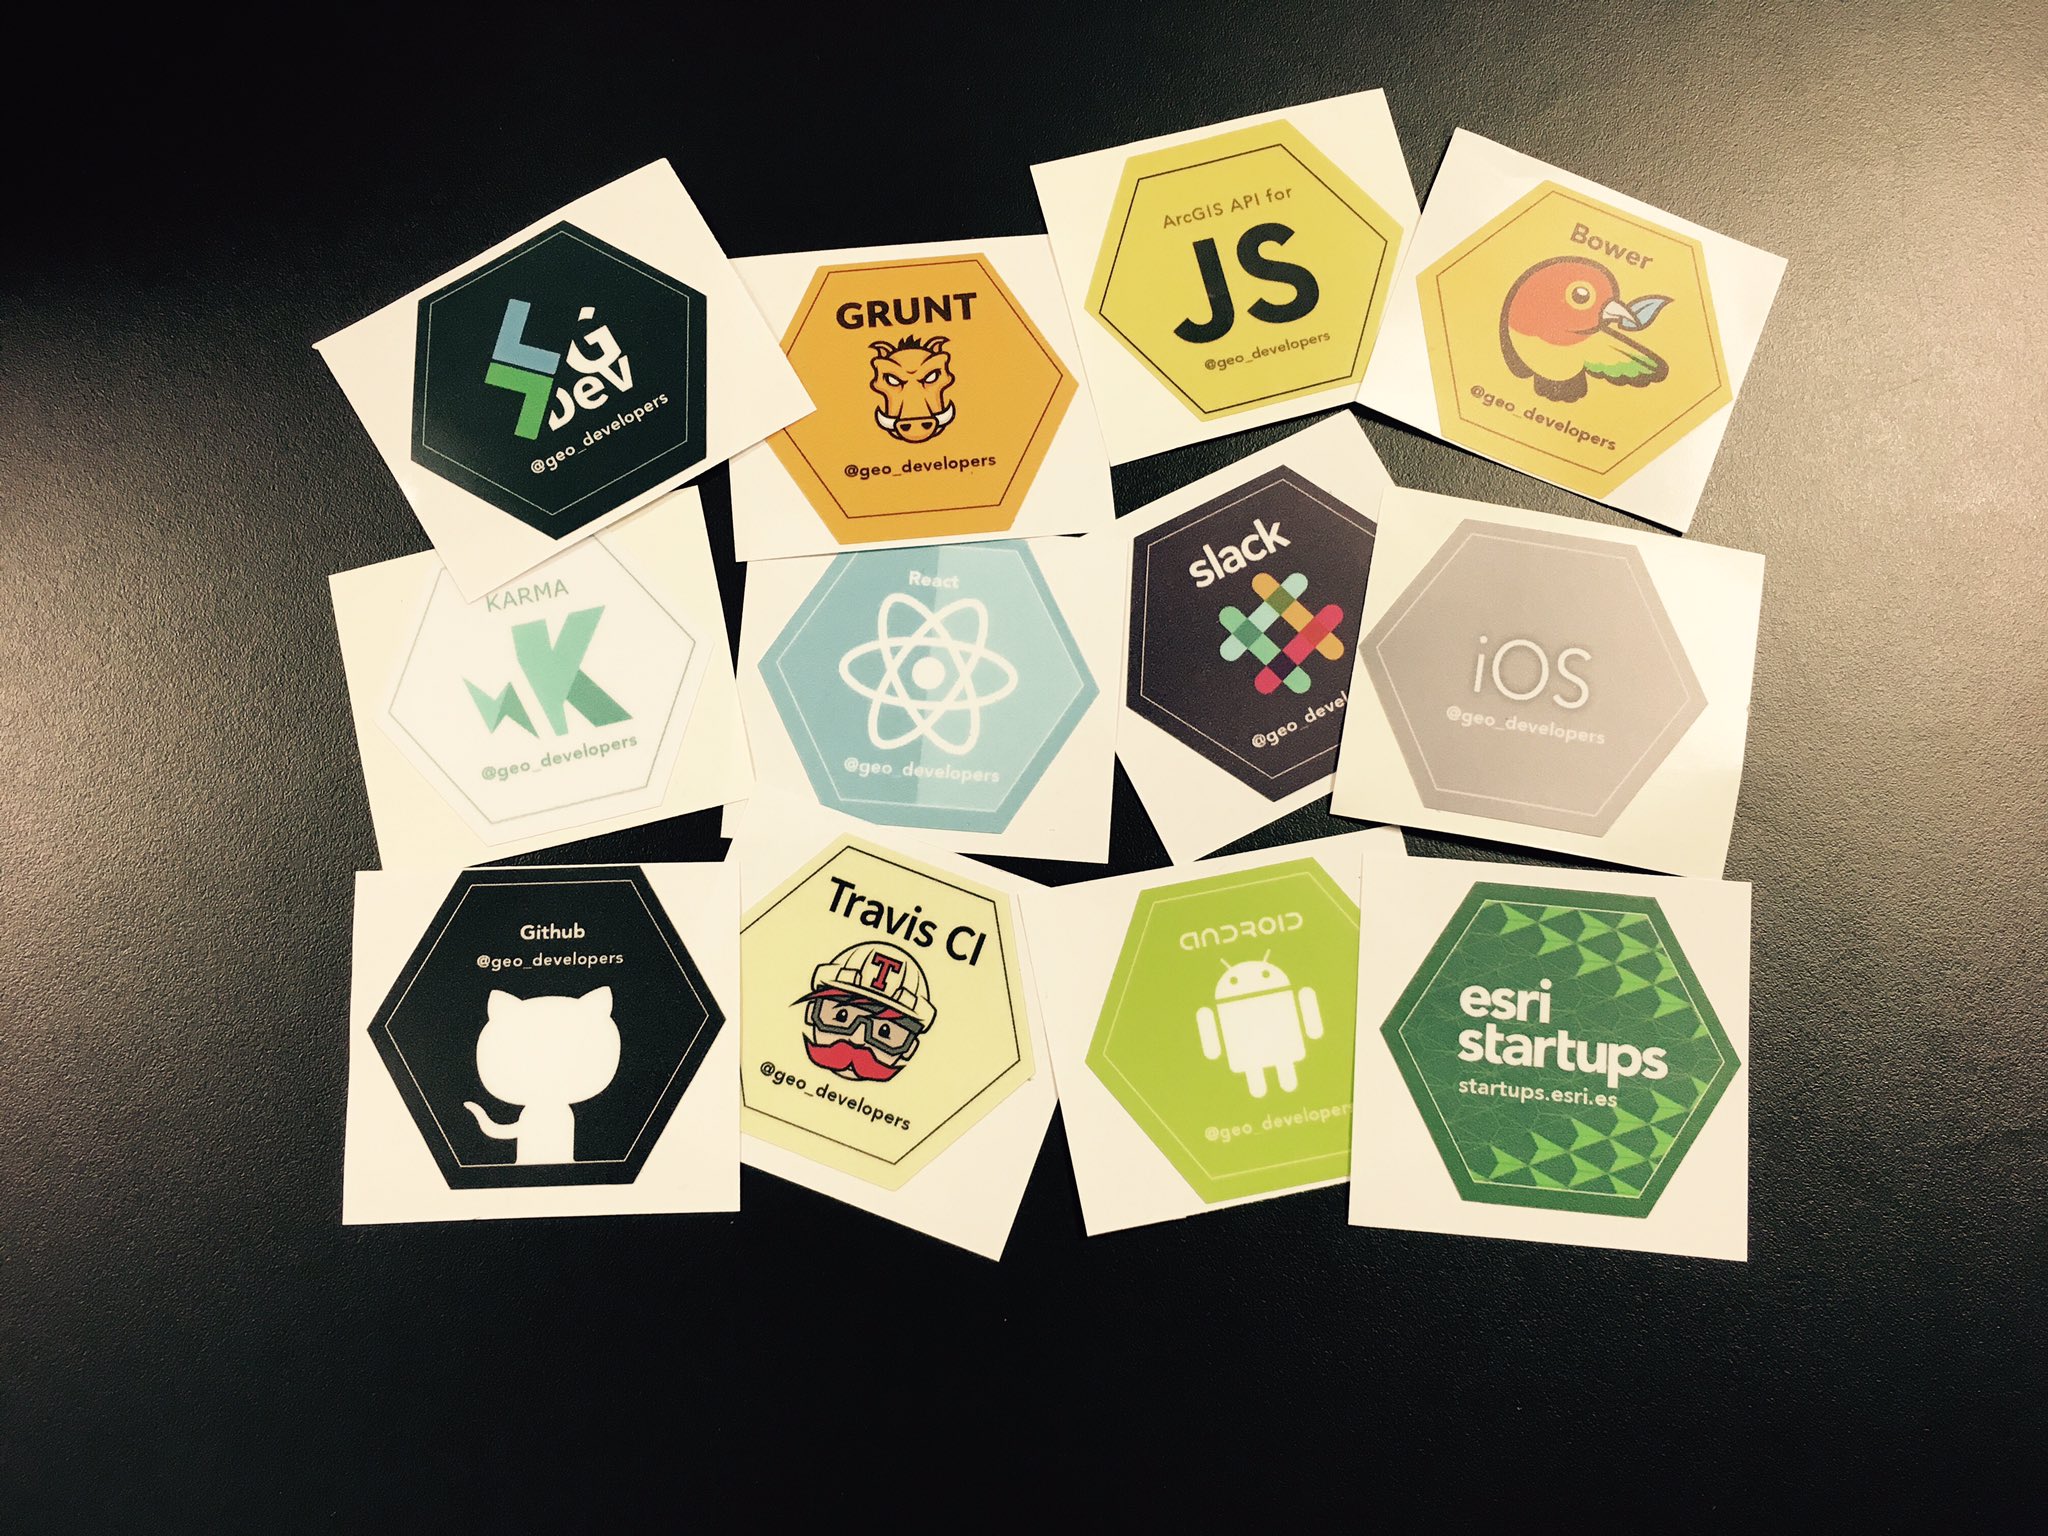 G
Dev
@geo_developers
GRUNT
@geo_developers
ArcGIS API for
JS
@geo_developers
Bower
@geo_developers
KARMA
K
@geo_developers
React
@geo_developers
slack
@geo_devel
iOS
@geo_developers
Github
@geo_developers
Travis CI
T
@geo_developers
ANDROID
@geo_developers
esri
startups
startups.esri.es